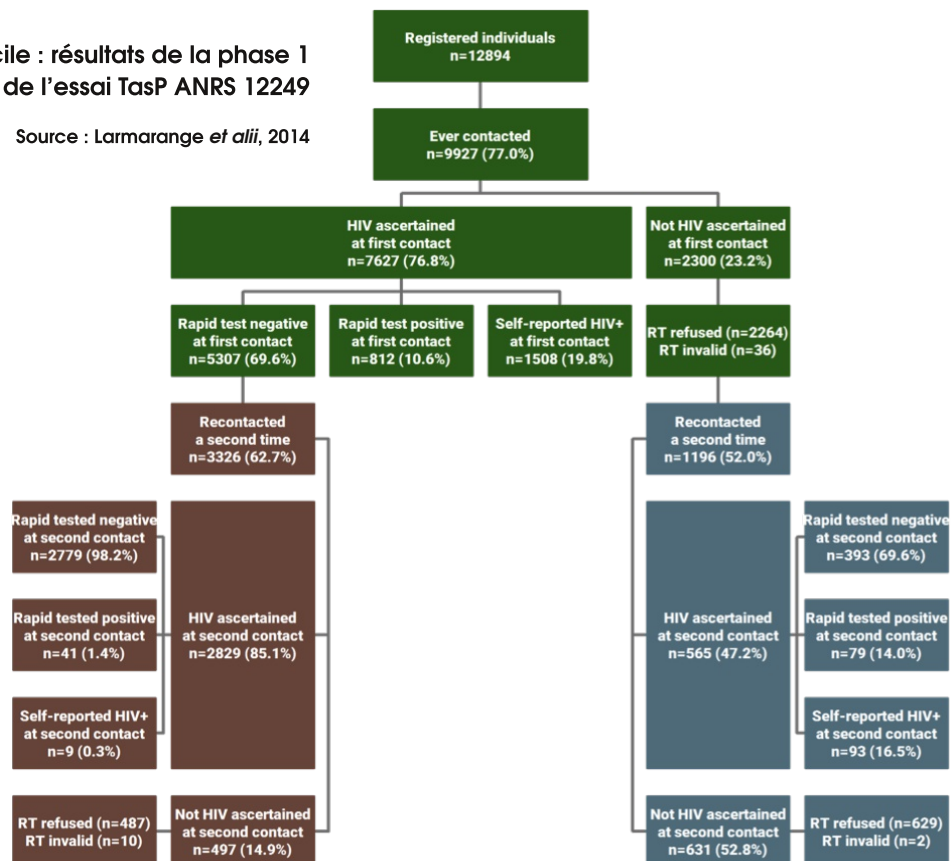 cile : résultats de la phase 1
de l'essai TasP ANRS 12249
Source : Larmarange et alii, 2014
Registered individuals
n=12894
Ever contacted
n=9927 (77.0%)
HIV ascertained
at first contact
n=7627 (76.8%)
Not HIV ascertained
at first contact
n=2300 (23.2%)
Rapid test negative
at first contact
n=5307 (69.6%)
Rapid test positive
at first contact
n=812 (10.6%)
Self-reported HIV+
at first contact
n=1508 (19.8%)
RT refused (n=2264)
RT invalid (n=36)
Recontacted
a second time
n=3326 (62.7%)
Recontacted
a second time
n=1196 (52.0%)
Rapid tested negative
at second contact
n=2779 (98.2%)
Rapid tested positive
at second contact
n=41 (1.4%)
Self-reported HIV+
at second contact
n=9 (0.3%)
HIV ascertained
at second contact
n=2829 (85.1%)
HIV ascertained
at second contact
n=565 (47.2%)
Rapid tested negative
at second contact
n=393 (69.6%)
Rapid tested positive
at second contact
n=79 (14.0%)
Self-reported HIV+
at second contact
n=93 (16.5%)
RT refused (n=487)
RT invalid (n=10)
Not HIV ascertained
at second contact
n=497 (14.9%)
Not HIV ascertained
at second contact
n=631 (52.8%)
RT refused (n=629)
RT invalid (n=2)